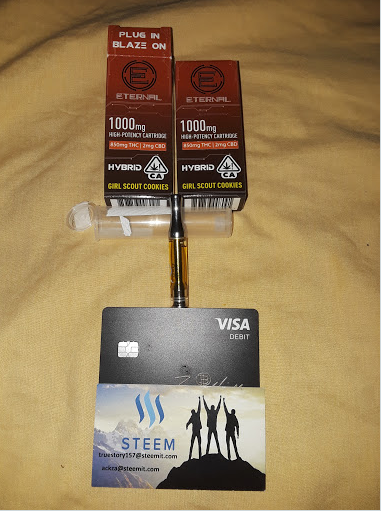 PLUG IN
BLAZE ON
ETERNAL
1000mg
HIGH-POTENCY CARTRIDGE
850mg THC | 2mg CBD
HYBRID
CA
GIRL SCOUT COOKIES
ETERNAL
1000mg
HIGH-POTENCY CARTRIDGE
850mg THC | 2mg CBD
HYBRID
CA
GIRL SCOUT COOKIES
VISA
DEBIT
STEEM
truestory157@steemit.com
ackza@steemit.com